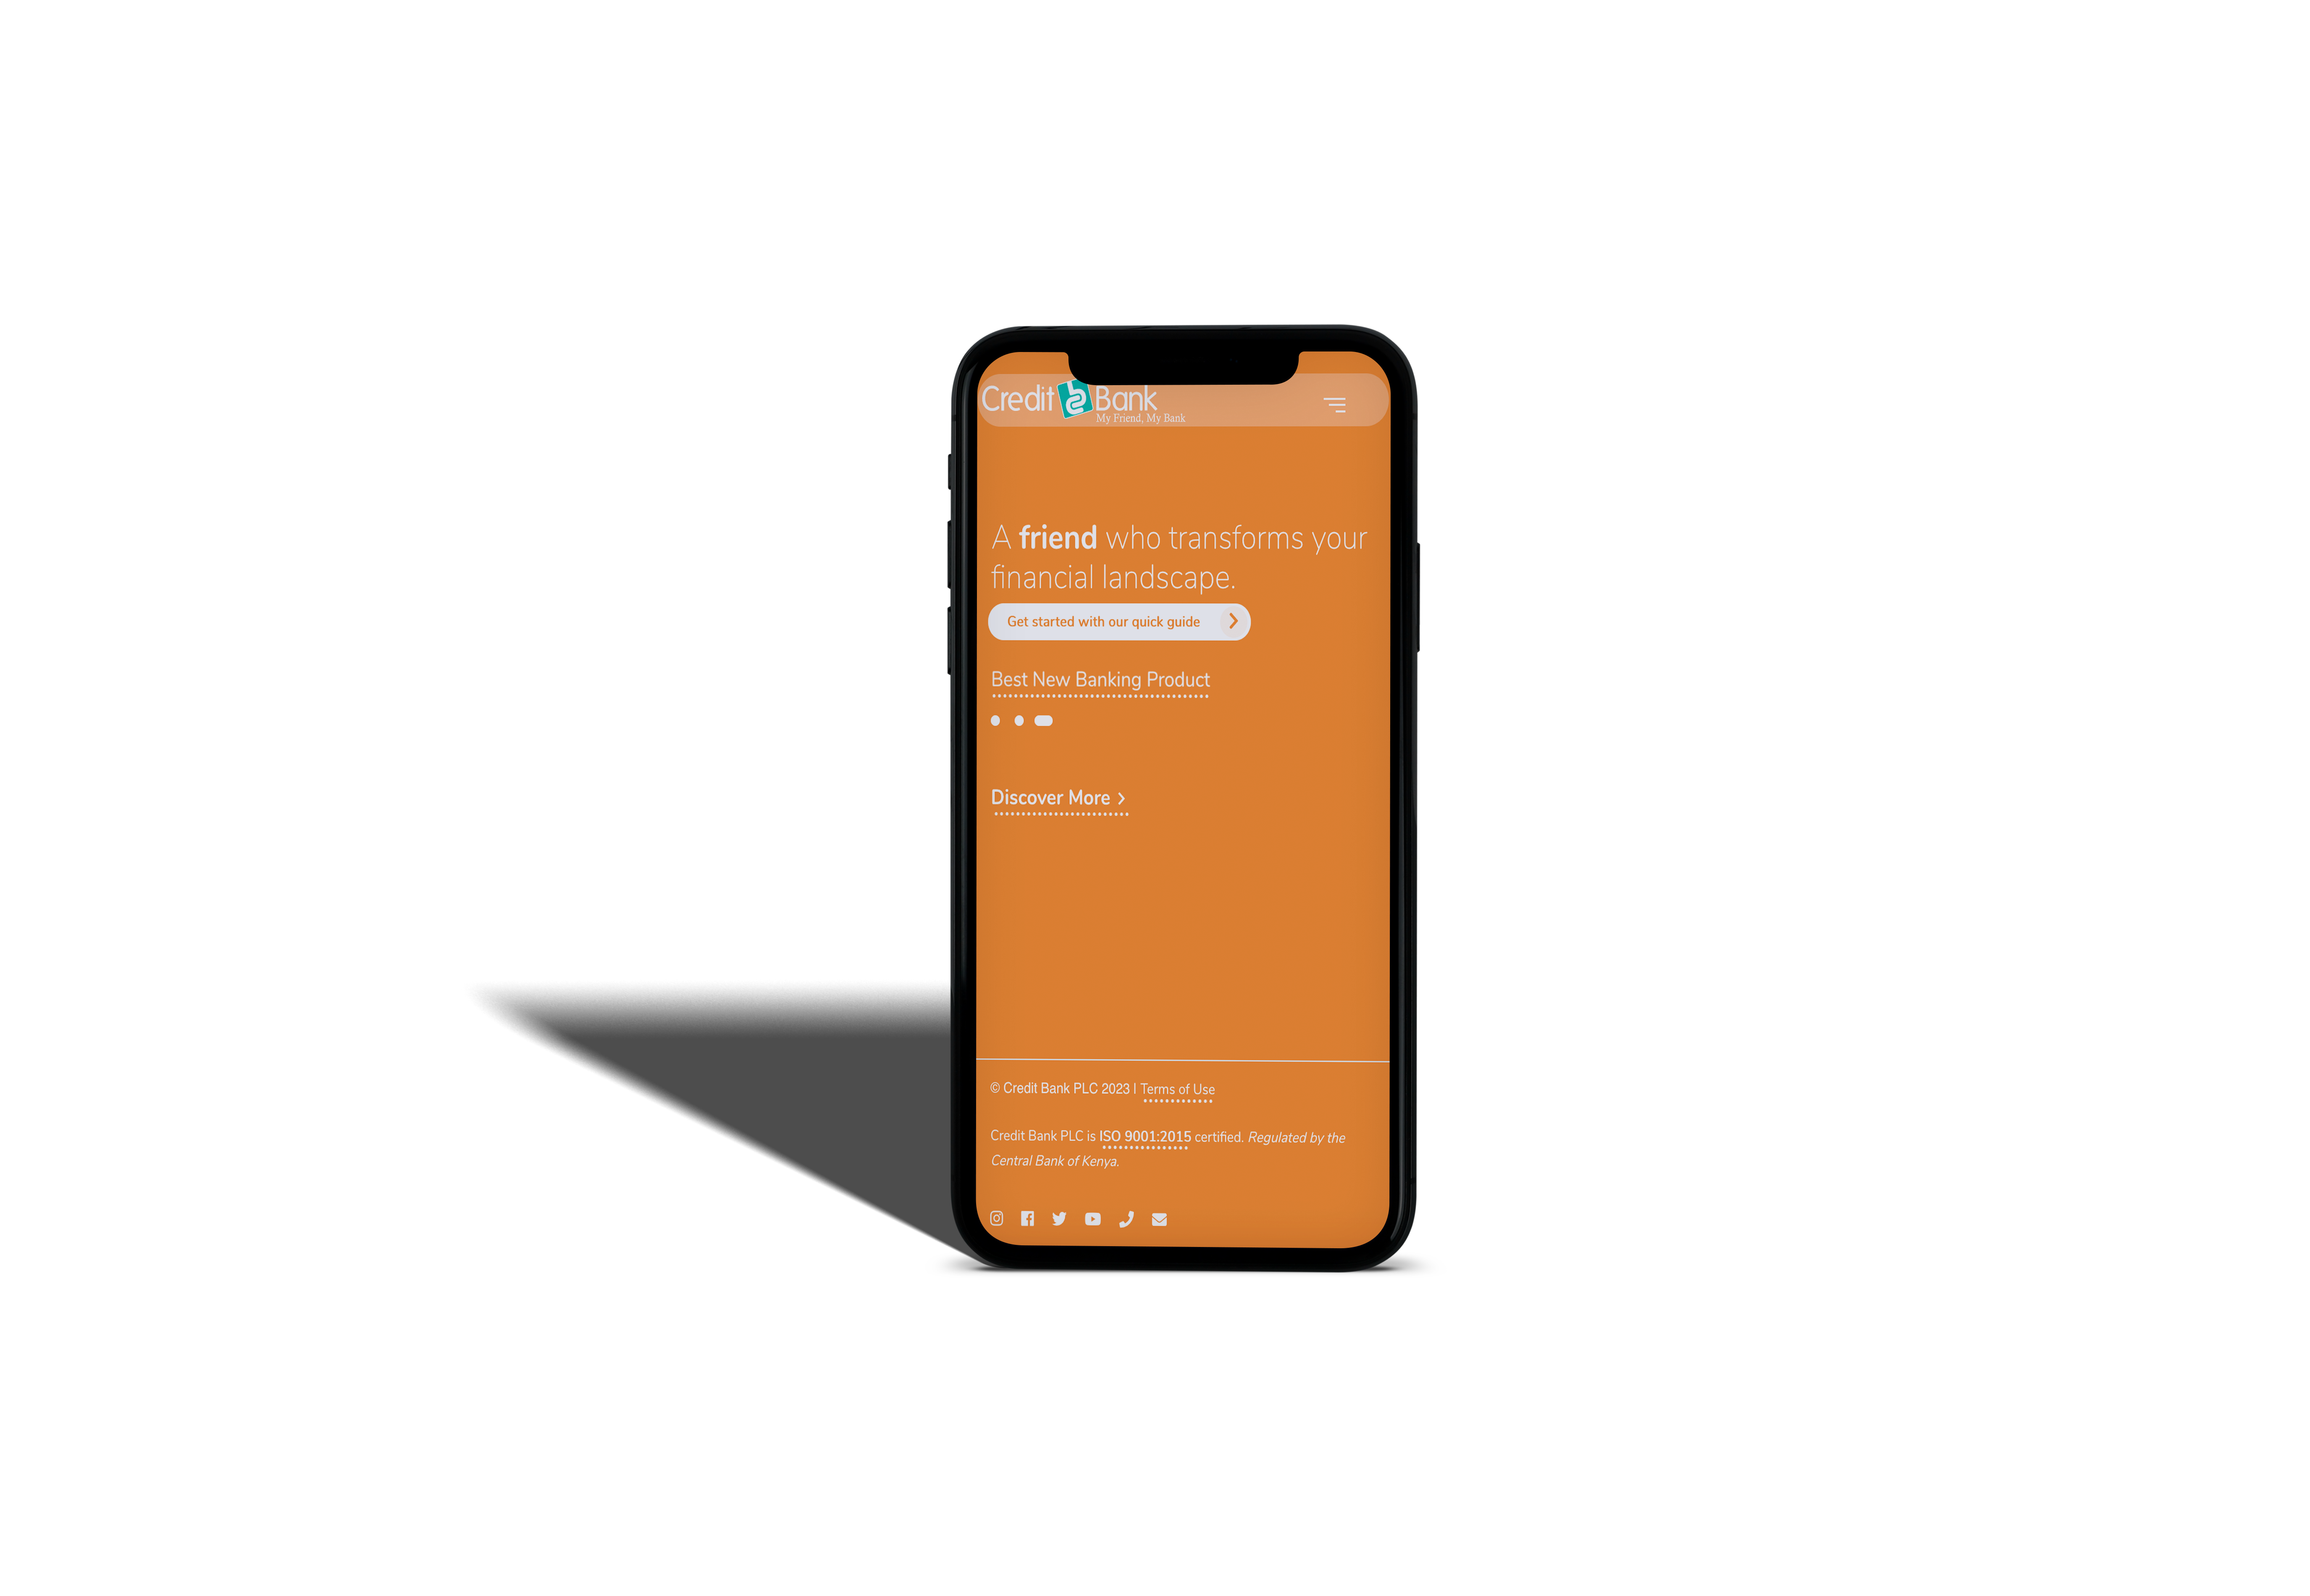 Credit Bank
My Friend, My Bank
A friend who transforms your
financial landscape.
Get started with our quick guide
Best New Banking Product
Discover More
© Credit Bank PLC 2023 | Terms of Use
Credit Bank PLC is ISO 9001:2015 certified. Regulated by the
Central Bank of Kenya.